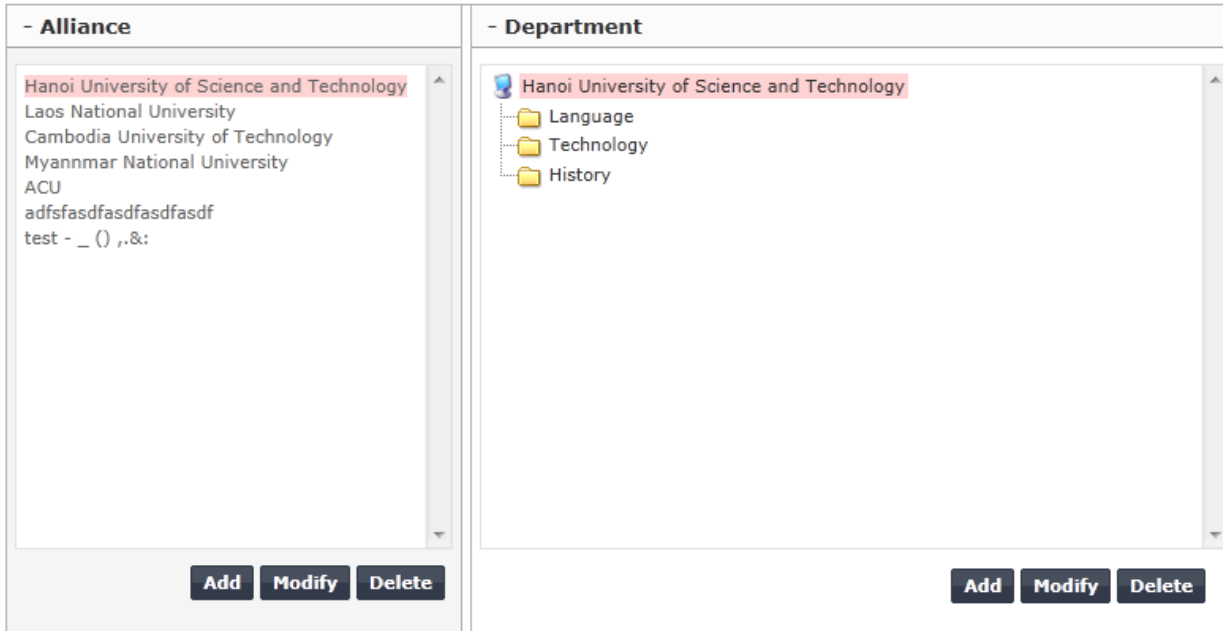 - Alliance
Hanoi University of Science and Technology
Laos National University
Cambodia University of Technology
Myannmar National University
ACU
adfsfasdfasdfasdfasdf
test - _ () ,.&:
Add Modify Delete
- Department
Hanoi University of Science and Technology
Language
Technology
History
Add Modify Delete